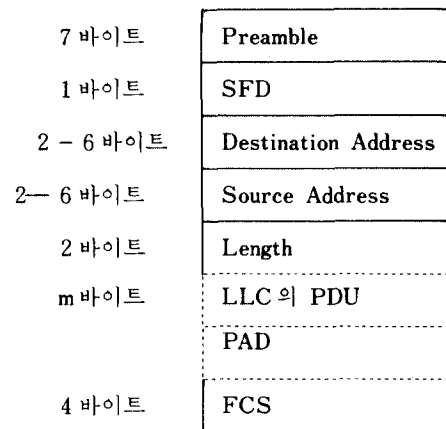 7 바이트 Preamble
1 바이트 SFD
2 - 6 바이트 Destination Address
2— 6 바이트 Source Address
2 바이트 Length
m 바이트 LLC 의 PDU
PAD
4 바이트 FCS